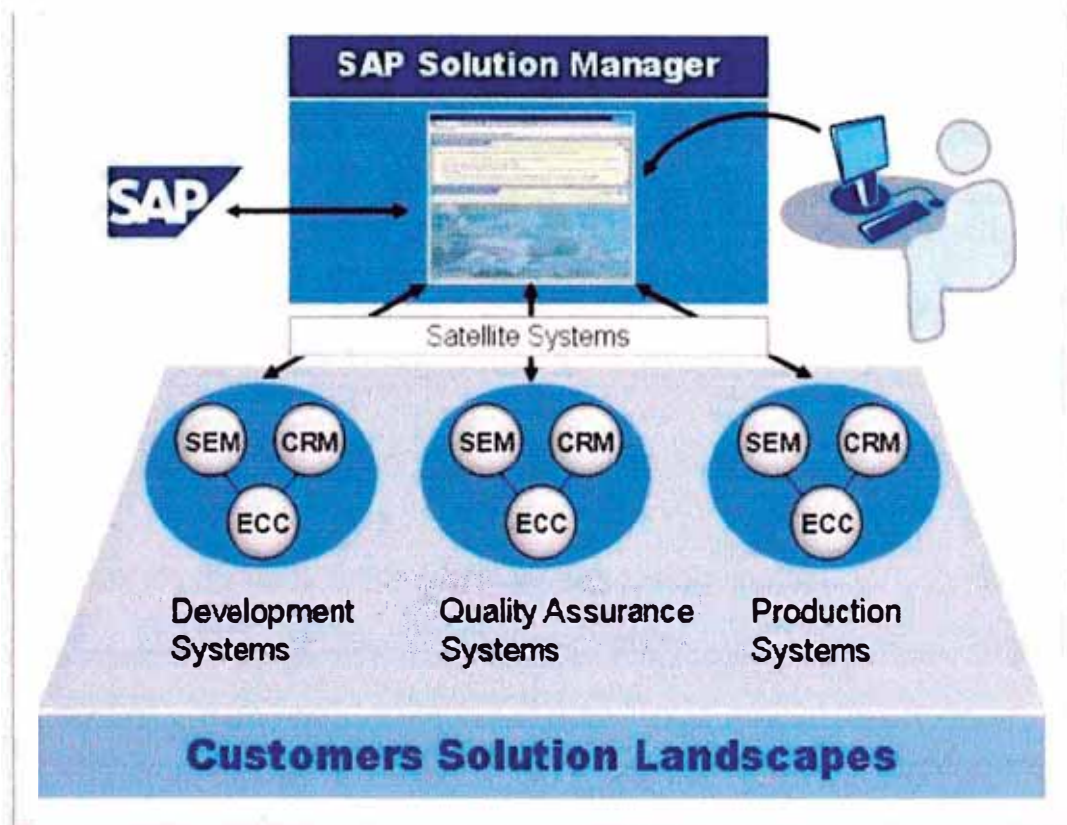 SAP Solution Manager
SAP
Satellite Systems
SEM CRM
ECC
SEM CRM
ECC
SEM CRM
ECC
Development
Systems
Quality Assurance
Systems
Production
Systems
Customers Solution Landscapes